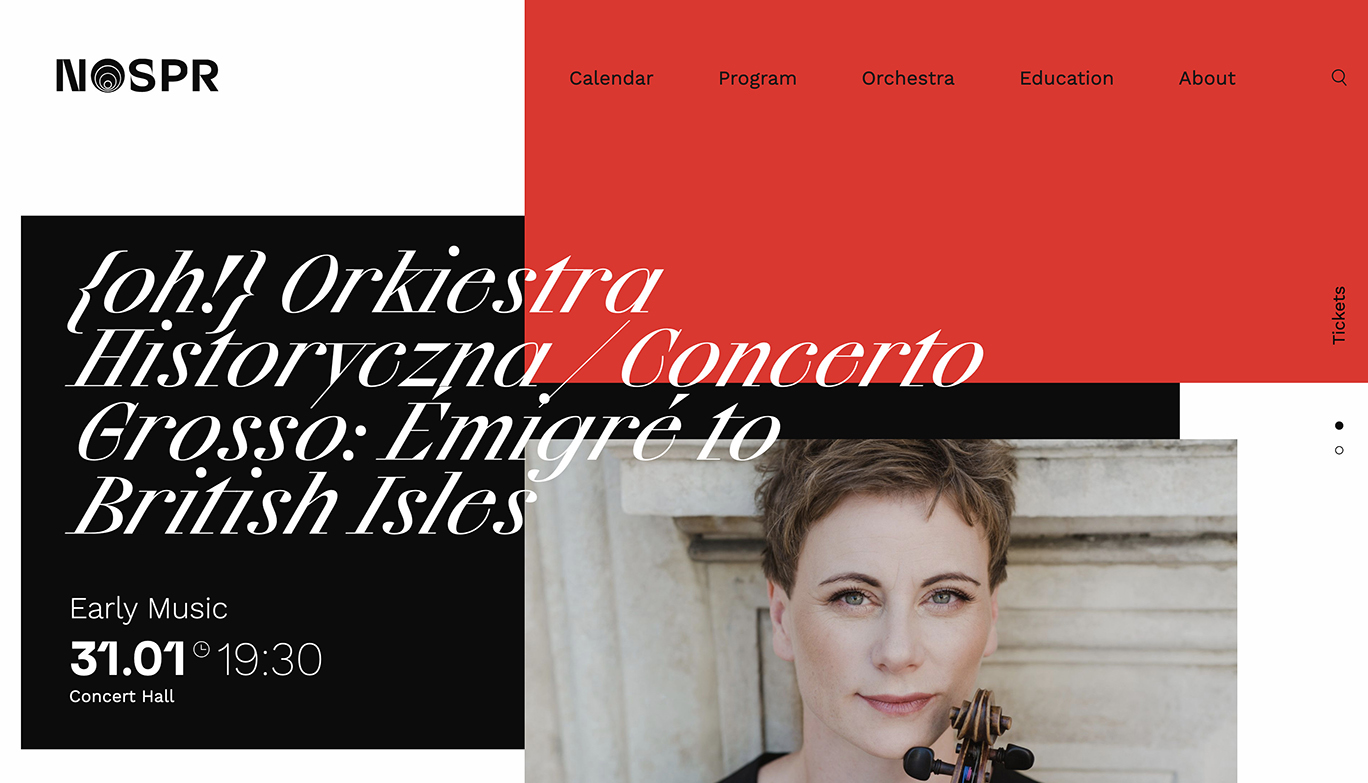 NOSPR
Calendar
Program
Orchestra
Education
About
{oh!} Orkiestra
Historyczna / Concerto
Grosso: Émigré to
British Isles
Tickets
Early Music
31.01 19:30
Concert Hall